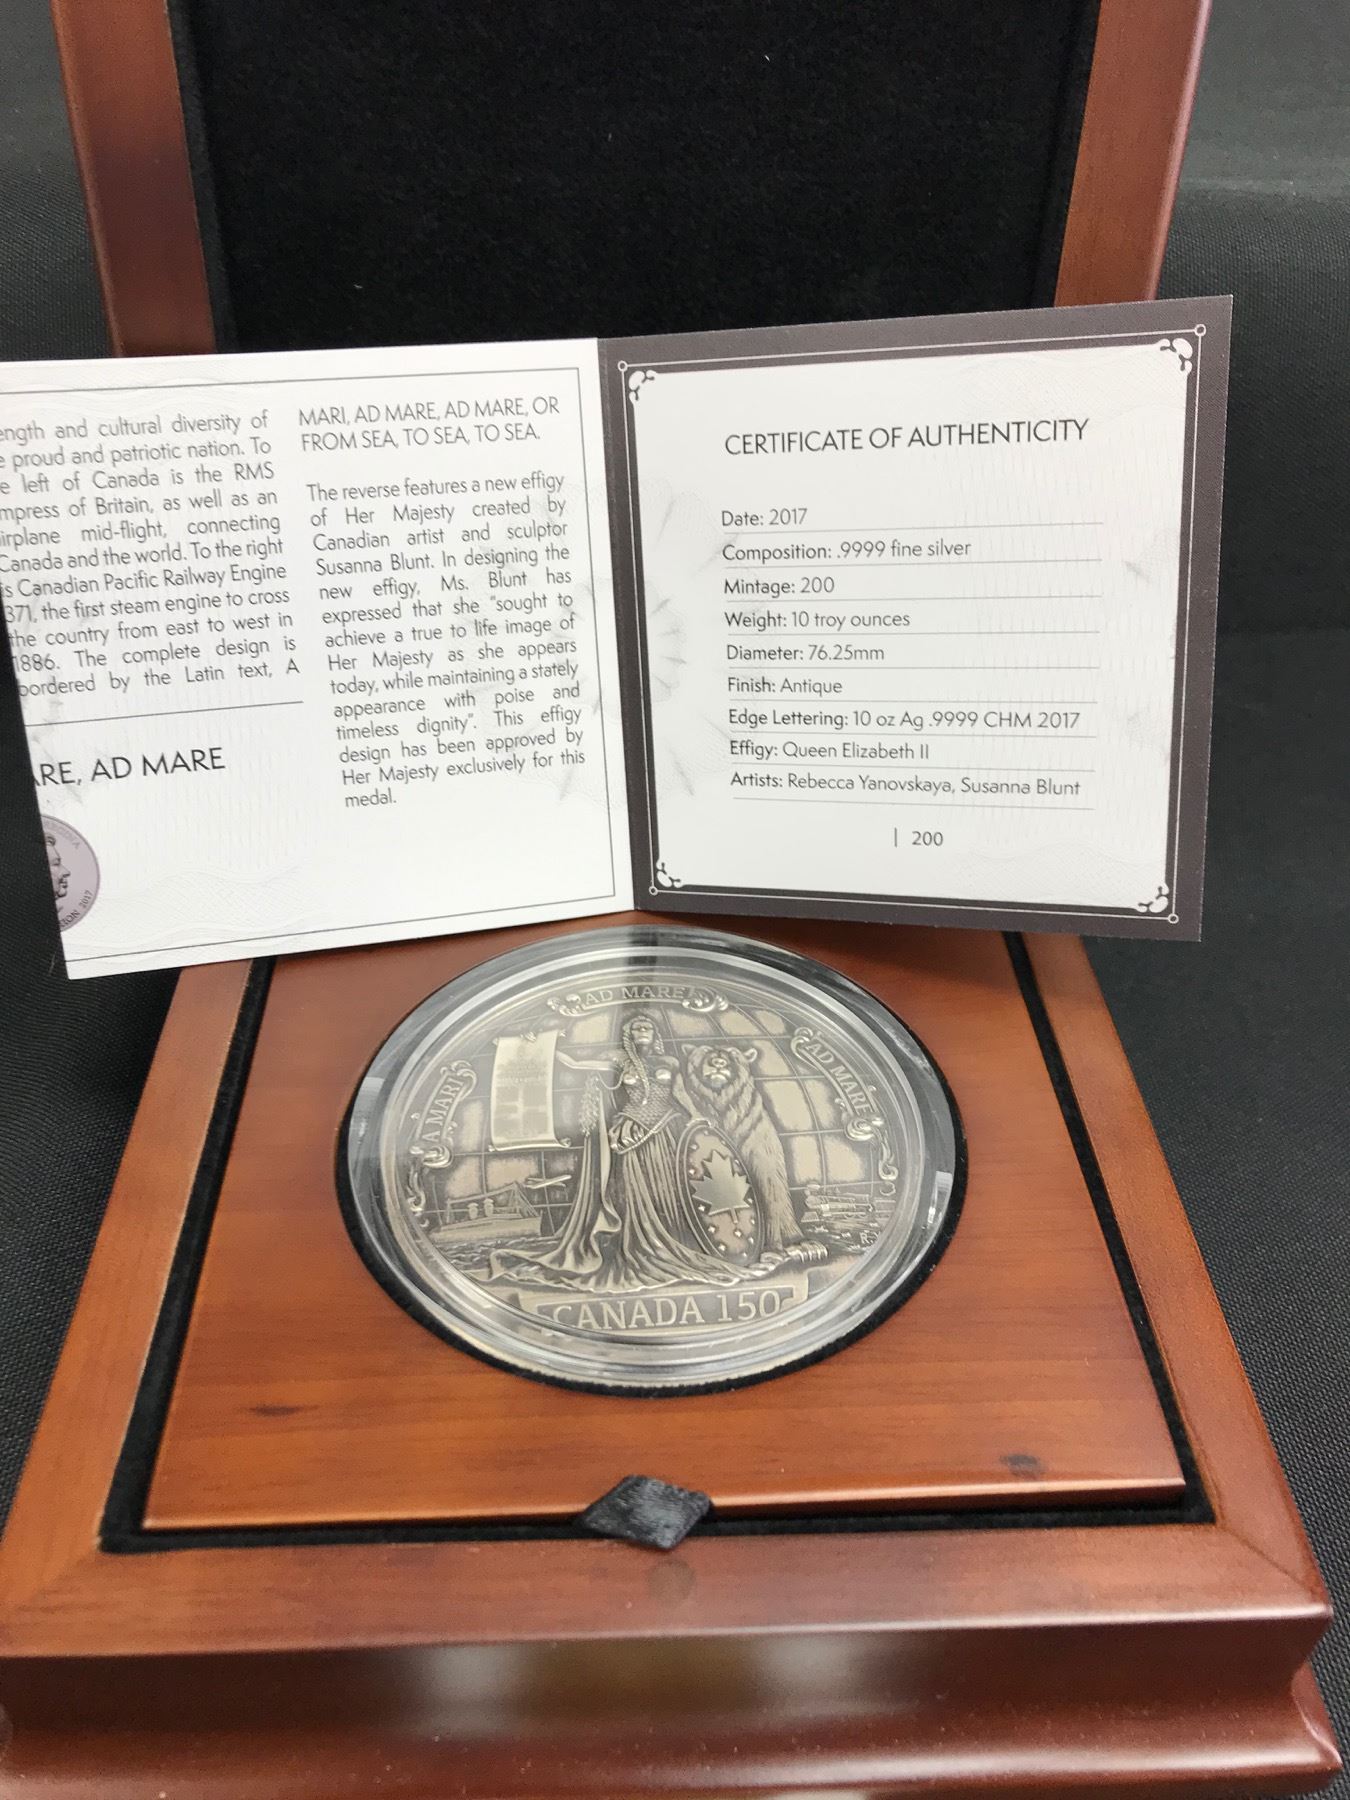 ength and cultural diversity of
e proud and patriotic nation. To
e left of Canada is the RMS
mpress of Britain, as well as an
irplane mid-flight, connecting
Canada and the world. To the right
is Canadian Pacific Railway Engine
371, the first steam engine to cross
the country from east to west in
1886. The complete design is
bordered by the Latin text, A
RE, AD MARE
2017
MARI, AD MARE, AD MARE, OR
FROM SEA, TO SEA, TO SEA.
The reverse features a new effigy
of Her Majesty created by
Canadian artist and sculptor
Susanna Blunt. In designing the
new effigy, Ms. Blunt has
expressed that she "sought to
achieve a true to life image of
Her Majesty as she appears
today, while maintaining a stately
appearance with poise and
timeless dignity". This effigy
design has been approved by
Her Majesty exclusively for this
medal.
CERTIFICATE OF AUTHENTICITY
Date: 2017
Composition: .9999 fine silver
Mintage: 200
Weight: 10 troy ounces
Diameter: 76.25mm
Finish: Antique
Edge Lettering: 10 oz Ag .9999 CHM 2017
Effigy: Queen Elizabeth II
Artists: Rebecca Yanovskaya, Susanna Blunt
| 200
A MARI
AD MARE
AD MARE
CANADA 150